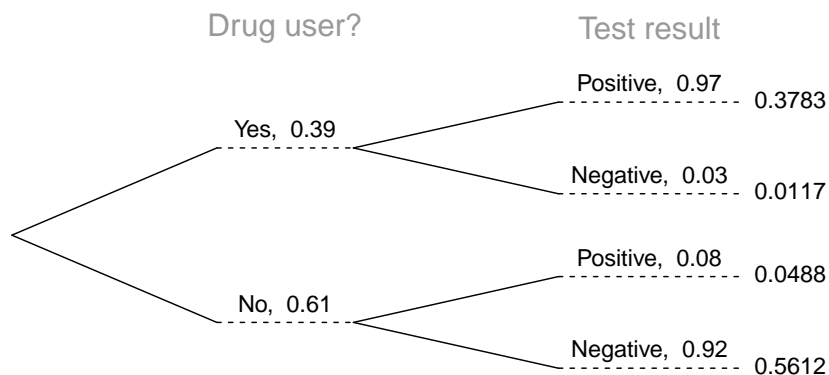 Drug user?
Test result
Positive, 0.97
0.3783
Yes, 0.39
Negative, 0.03
0.0117
Positive, 0.08
0.0488
No, 0.61
Negative, 0.92
0.5612